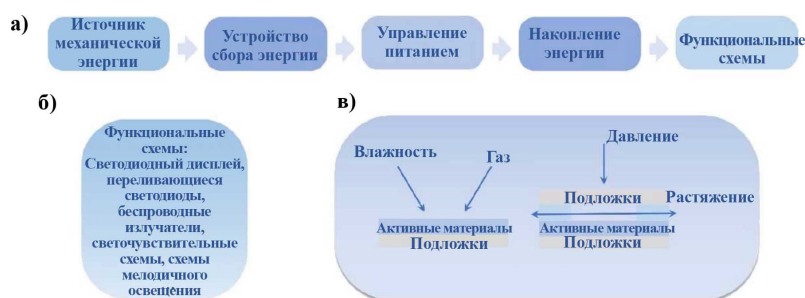 а)
Источник
механической
энергии
Устройство
сбора энергии
Управление
питанием
Накопление
энергии
Функциональные
схемы
б)
Функциональные
схемы:
Светодиодный дисплей,
переливающиеся
светодиоды,
беспроводные
излучатели,
светочувствительные
схемы, схемы
мелодичного
освещения
в)
Влажность
Газ
Активные материалы
Подложки
Давление
Подложки
Растяжение
Активные материалы
Подложки